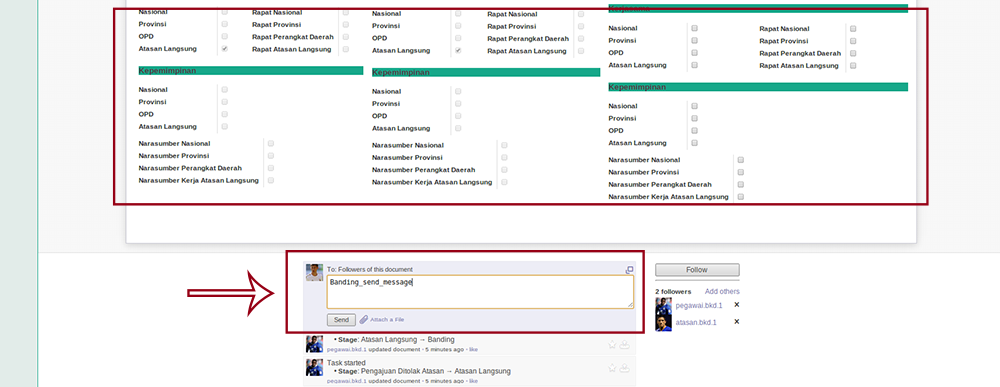 Nasional Rapat Nasional
Provinsi Rapat Provinsi
OPD Rapat Perangkat Daerah
Atasan Langsung Rapat Atasan Langsung
Kepemimpinan
Nasional
Provinsi
OPD
Atasan Langsung
Narasumber Nasional
Narasumber Provinsi
Narasumber Perangkat Daerah
Narasumber Kerja Atasan Langsung
Nasional Rapat Nasional
Provinsi Rapat Provinsi
OPD Rapat Perangkat Daerah
Atasan Langsung Rapat Atasan Langsung
Kepemimpinan
Nasional
Provinsi
OPD
Atasan Langsung
Narasumber Nasional
Narasumber Provinsi
Narasumber Perangkat Daerah
Narasumber Kerja Atasan Langsung
Nasional Rapat Nasional
Provinsi Rapat Provinsi
OPD Rapat Perangkat Daerah
Atasan Langsung Rapat Atasan Langsung
Kepemimpinan
Nasional
Provinsi
OPD
Atasan Langsung
Narasumber Nasional
Narasumber Provinsi
Narasumber Perangkat Daerah
Narasumber Kerja Atasan Langsung
To: Followers of this document
Banding_send_message
Send Attach a File
• Stage: Atasan Langsung → Banding
pegawai.bkd.1 updated document • 5 minutes ago • like
Task started
• Stage: Pengajuan Ditolak Atasan → Atasan Langsung
pegawai.bkd.1 updated document • 5 minutes ago • like
Follow
2 followers Add others
pegawai.bkd.1 ×
atasan.bkd.1 ×